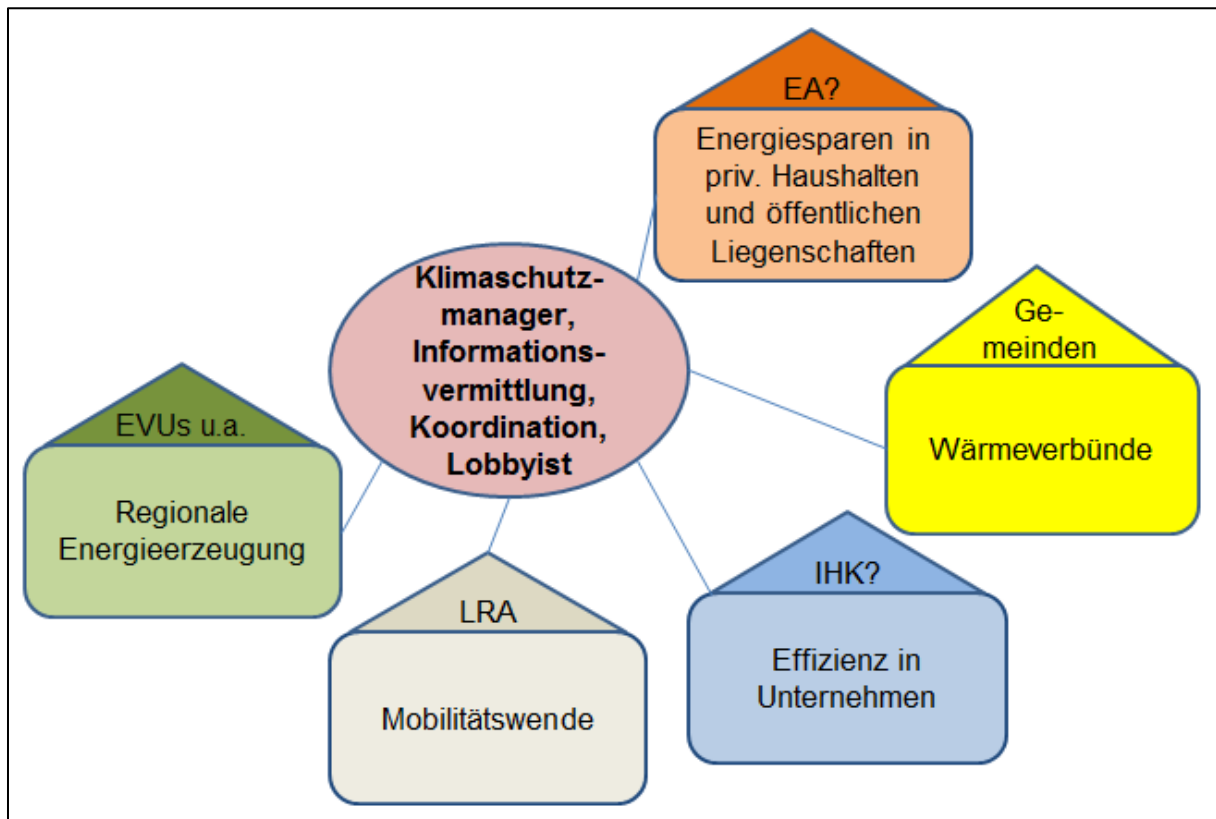 EA?
Energiesparen in
priv. Haushalten
und öffentlichen
Liegenschaften
Klimaschutz-
manager,
Informations-
vermittlung,
Koordination,
Lobbyist
Ge-
meinden
Wärmeverbünde
EVUs u.a.
Regionale
Energieerzeugung
LRA
Mobilitätswende
IHK?
Effizienz in
Unternehmen